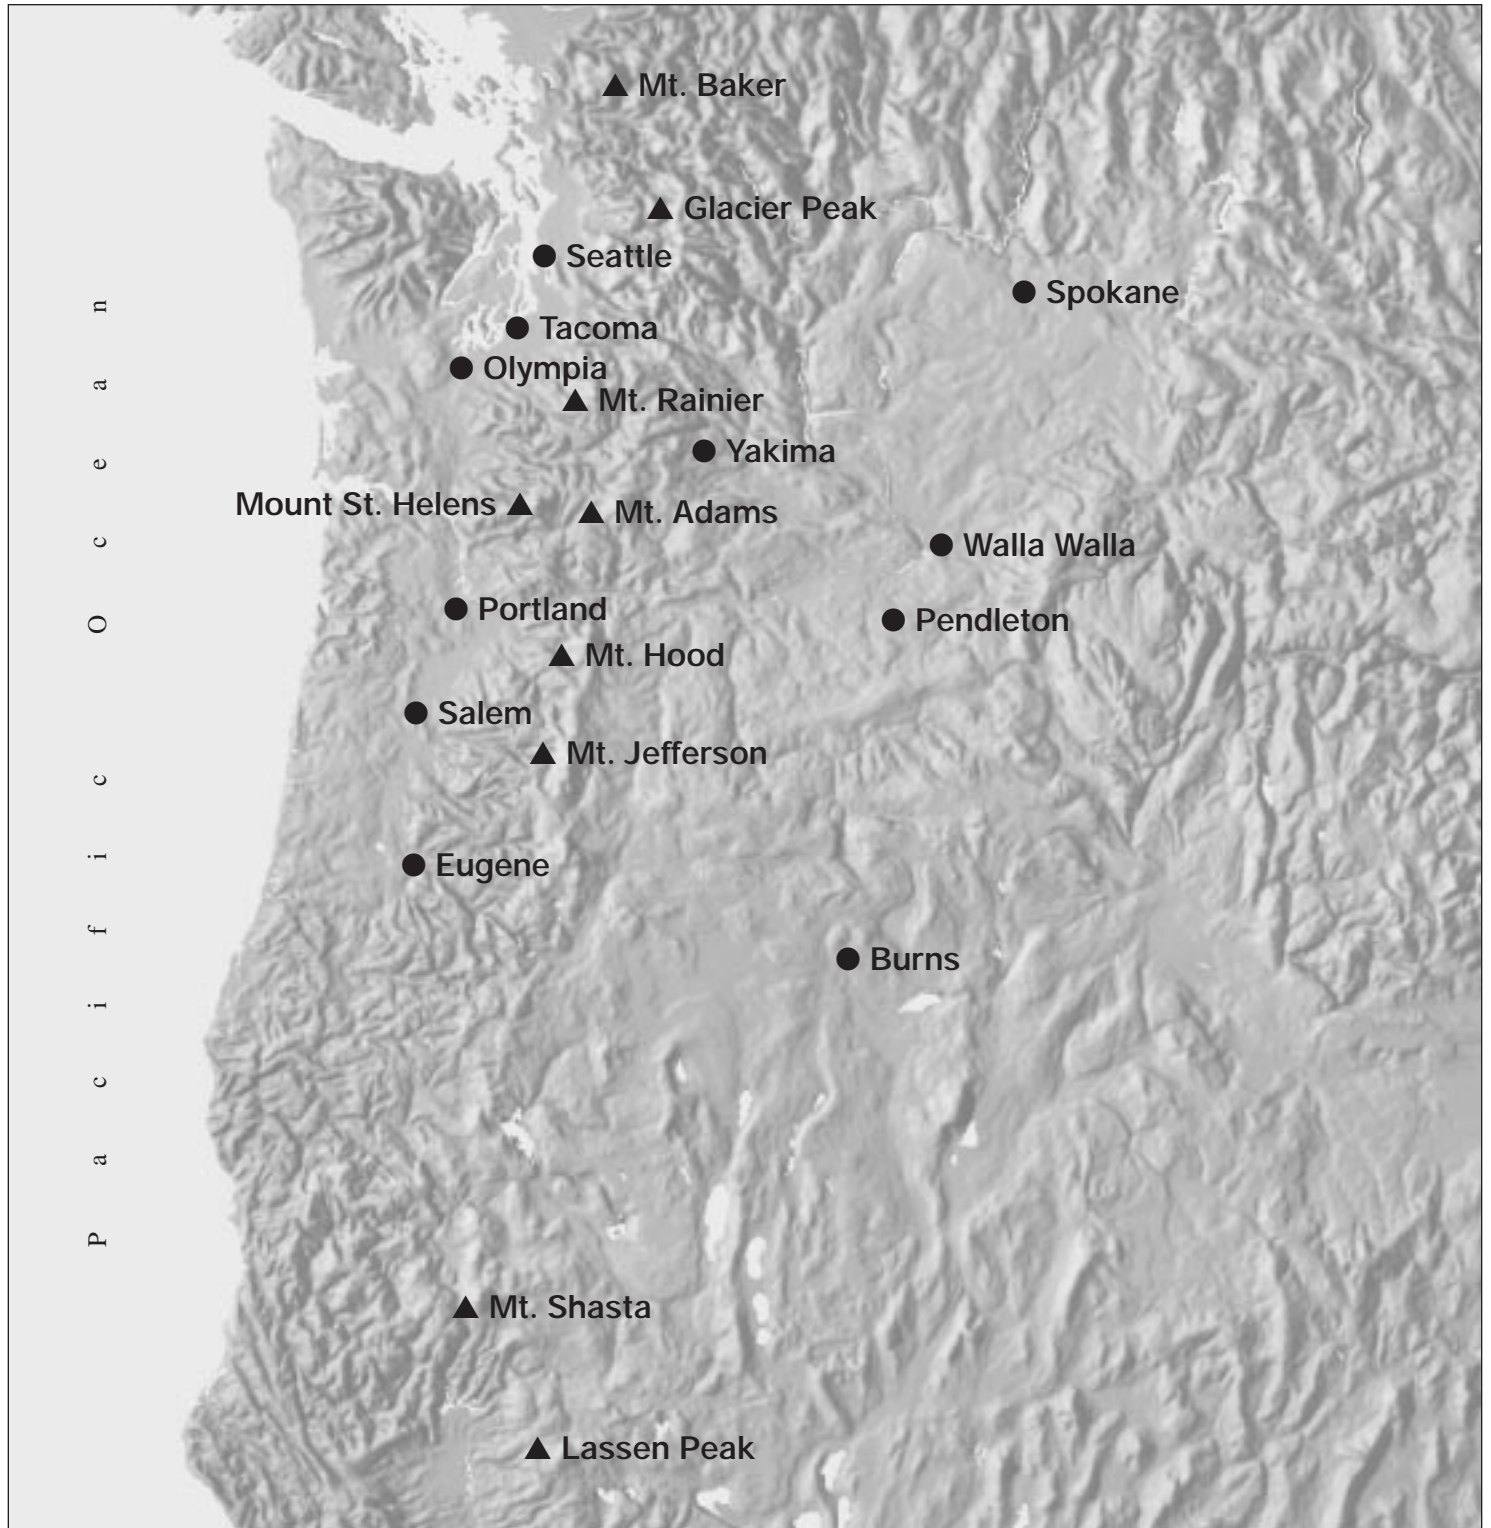 Mt. Baker
Glacier Peak
Seattle
Spokane
Tacoma
Olympia
Mt. Rainier
Yakima
Mount St. Helens
Mt. Adams
Walla Walla
Portland
Pendleton
Mt. Hood
Salem
Mt. Jefferson
Eugene
Burns
Mt. Shasta
Lassen Peak
Pacific Ocean